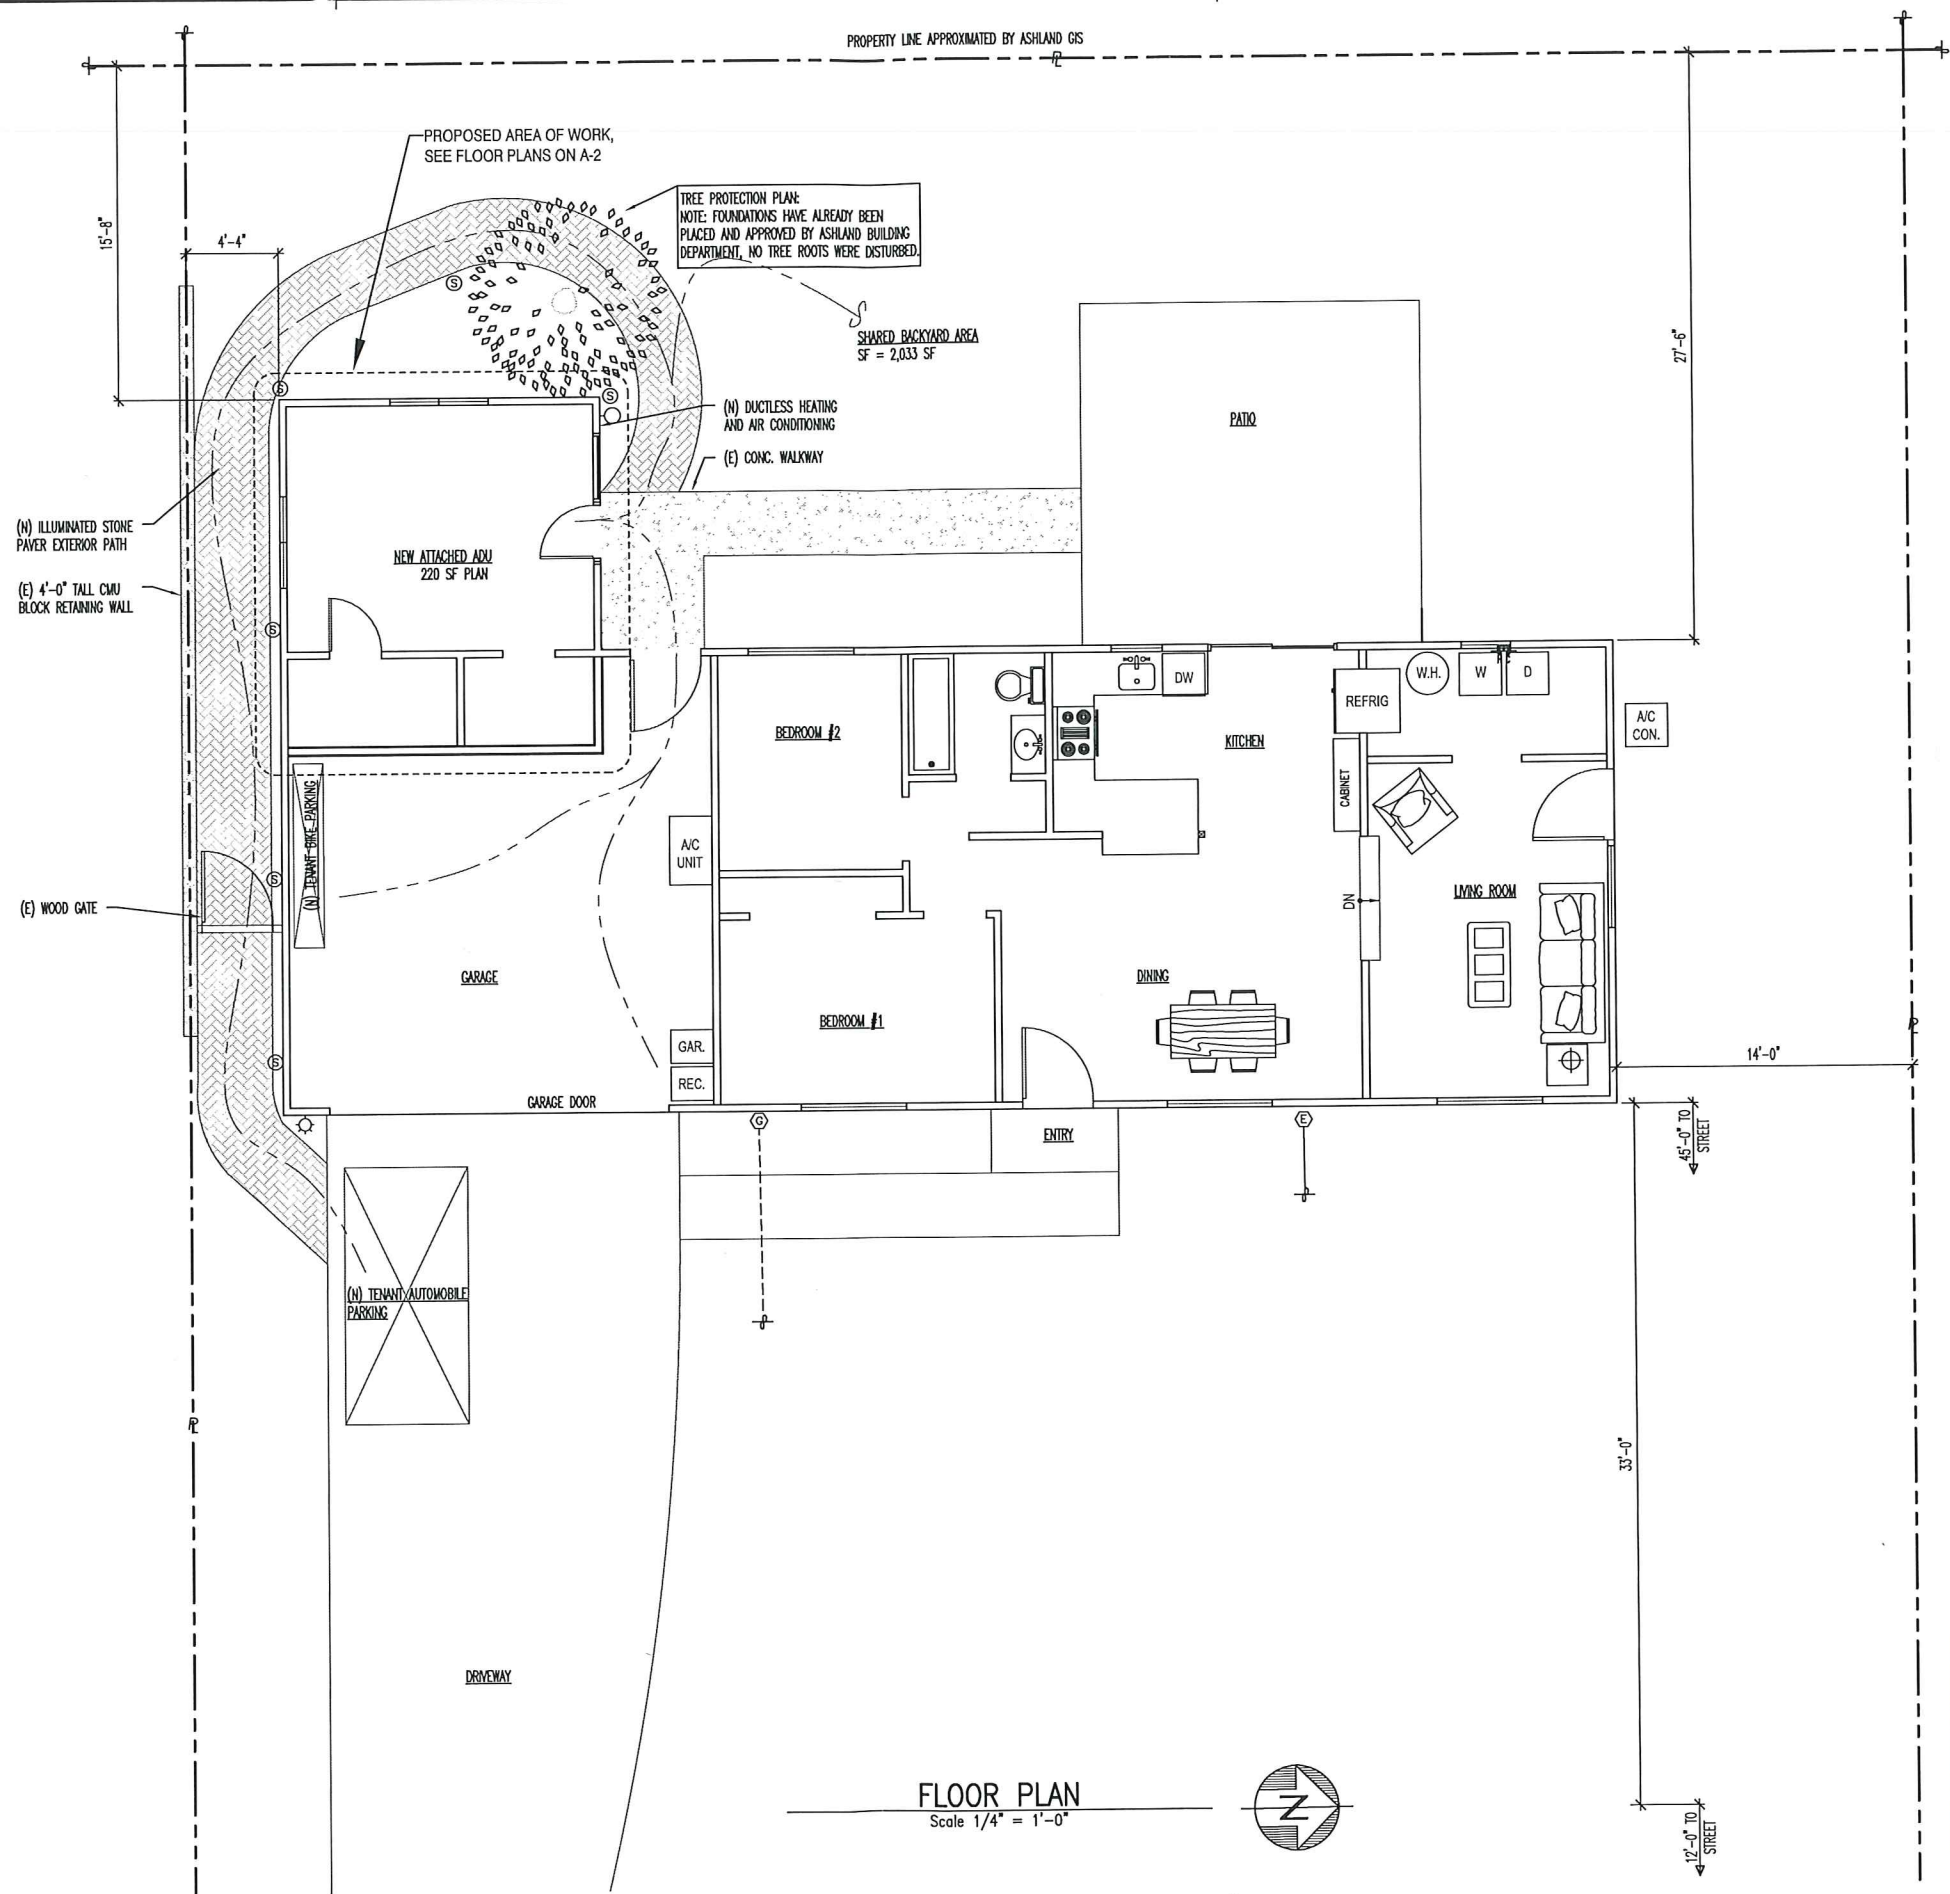 PROPERTY LINE APPROXIMATED BY ASHLAND GIS
PL
PROPOSED AREA OF WORK,
SEE FLOOR PLANS ON A-2
TREE PROTECTION PLAN:
NOTE: FOUNDATIONS HAVE ALREADY BEEN
PLACED AND APPROVED BY ASHLAND BUILDING
DEPARTMENT, NO TREE ROOTS WERE DISTURBED.
15'-8"
4'-4"
S
SHARED BACKYARD AREA
SF = 2,033 SF
27'-6"
S
S
(N) DUCTLESS HEATING
AND AIR CONDITIONING
(E) CONC. WALKWAY
PATIO
(N) ILLUMINATED STONE
PAVER EXTERIOR PATH
NEW ATTACHED ADU
220 SF PLAN
(E) 4'-0" TALL CMU
BLOCK RETAINING WALL
S
DW
REFRIG
W.H.
W
D
A/C
CON.
BEDROOM #2
KITCHEN
CABINET
(N) TENANT BIKE PARKING
A/C
UNIT
S
(E) WOOD GATE
DN
LIVING ROOM
GARAGE
DINING
BEDROOM #1
PL
GAR.
REC.
S
14'-0"
GARAGE DOOR
G
E
ENTRY
45'-0" TO
STREET
(N) TENANT AUTOMOBILE
PARKING
PL
33'-0"
DRIVEWAY
FLOOR PLAN
Scale 1/4" = 1'-0"
N
12'-0" TO
STREET